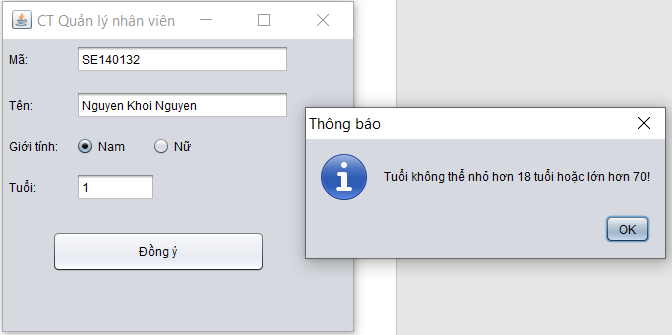 CT Quản lý nhân viên
Mã: SE140132
Tên: Nguyen Khoi Nguyen
Giới tính: Nam Nữ
Tuổi: 1
Đồng ý
Thông báo
Tuổi không thể nhỏ hơn 18 tuổi hoặc lớn hơn 70!
OK